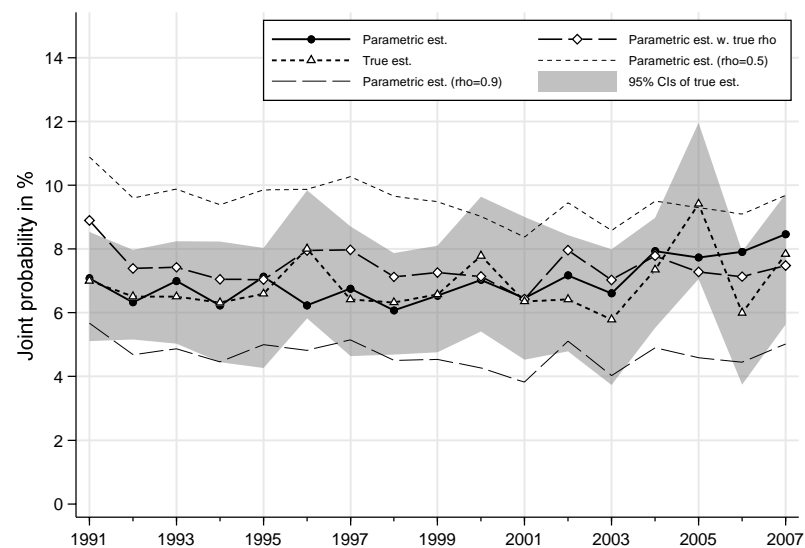 Parametric est.
Parametric est. w. true rho
True est.
Parametric est. (rho=0.5)
Parametric est. (rho=0.9)
95% CIs of true est.
Joint probability in %
14
12
10
8
6
4
2
0
1991 1993 1995 1997 1999 2001 2003 2005 2007